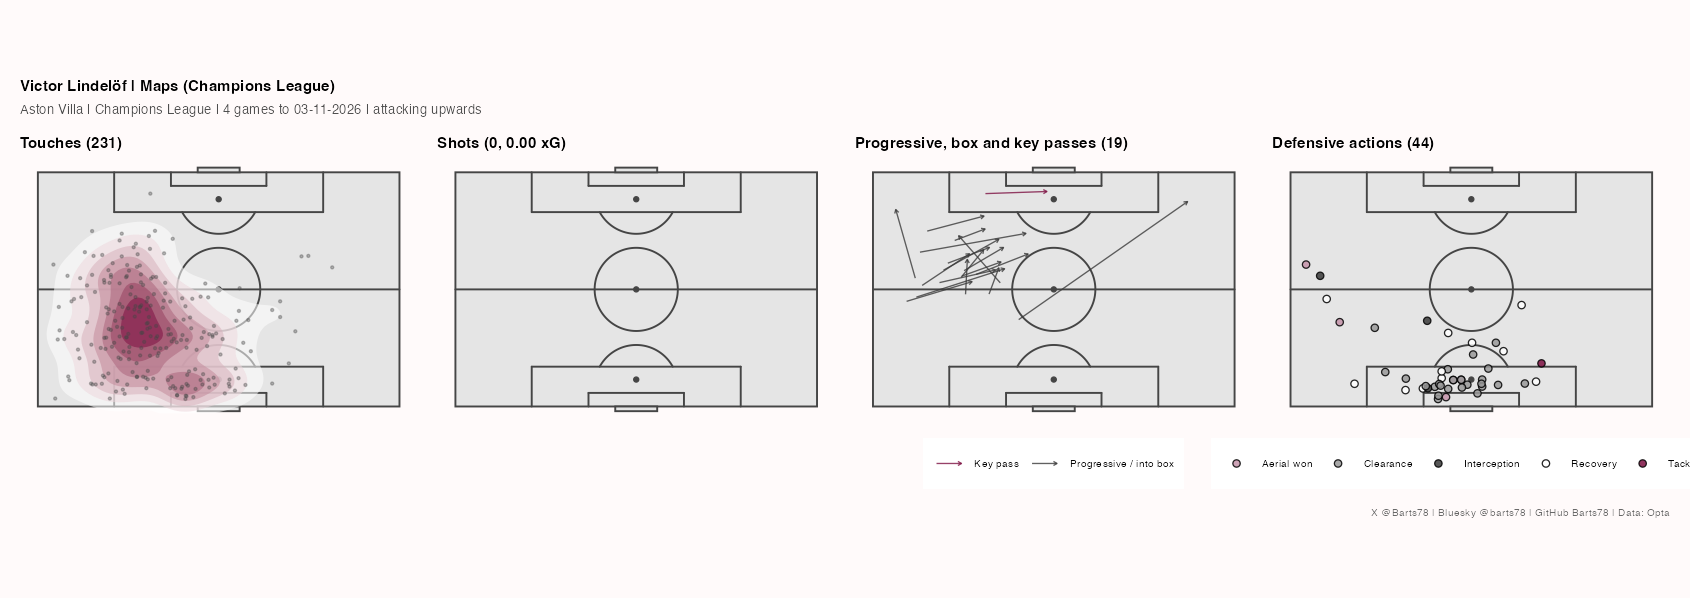 Victor Lindelöf | Maps (Champions League)
Aston Villa | Champions League | 4 games to 03-11-2026 | attacking upwards
Touches (231)
Shots (0, 0.00 xG)
Progressive, box and key passes (19)
Defensive actions (44)
Key pass
Progressive / into box
Aerial won
Clearance
Interception
Recovery
Tack
X @Barts78 | Bluesky @barts78 | GitHub Barts78 | Data: Opta